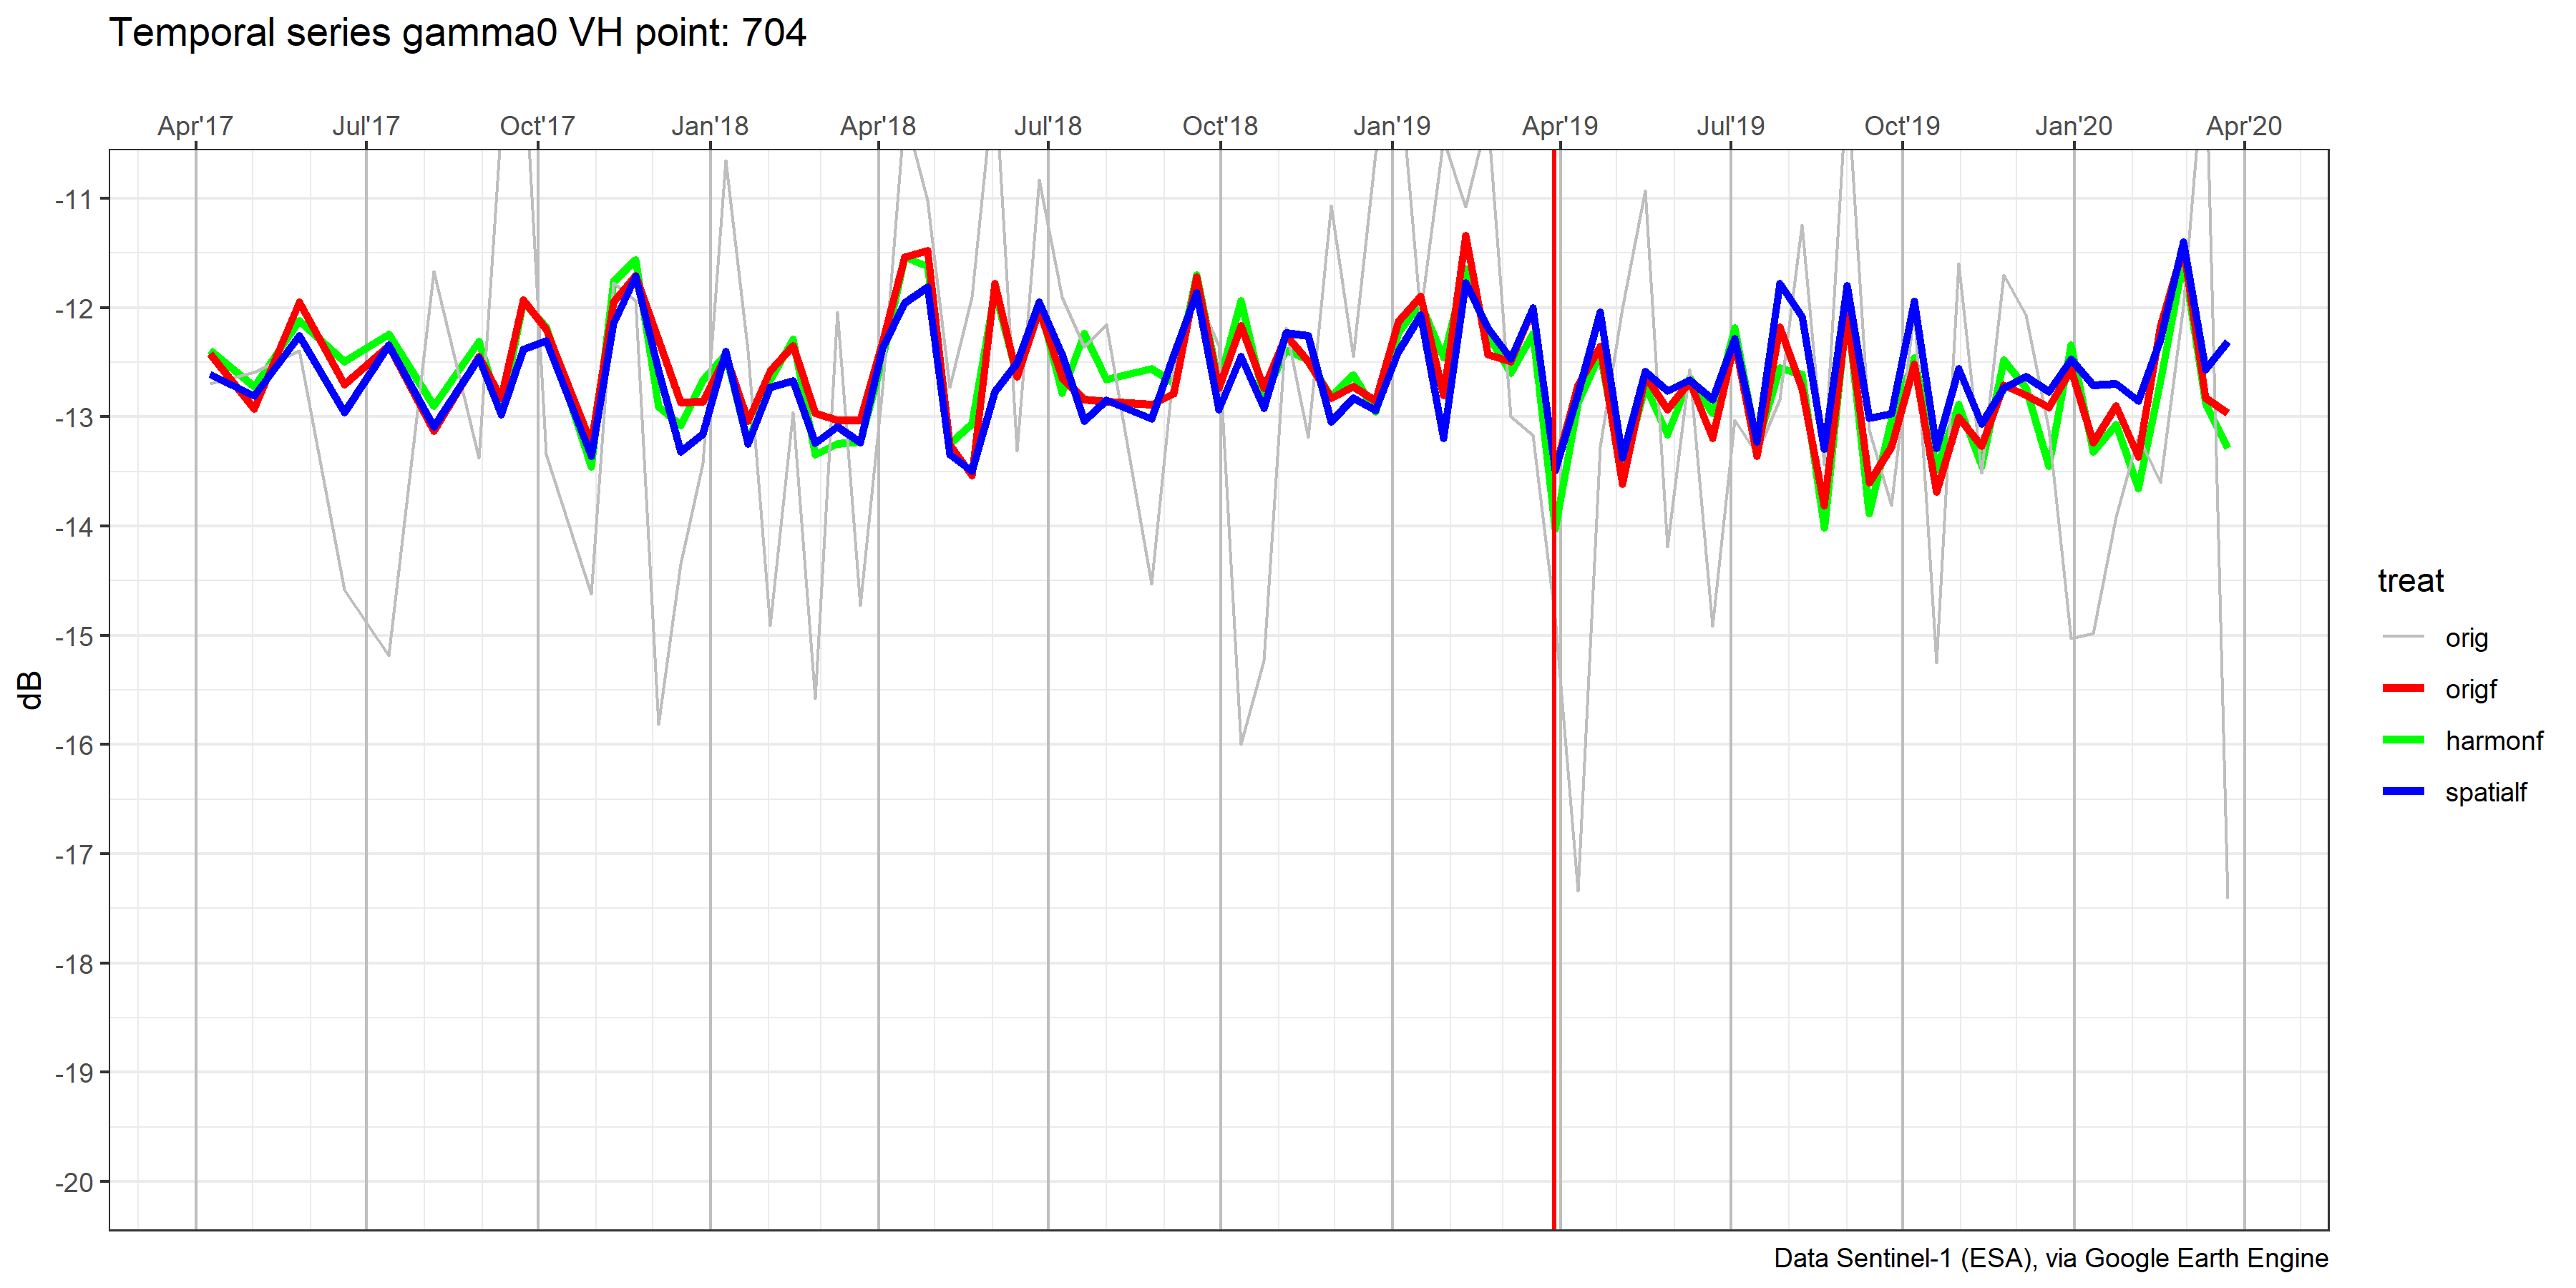 Temporal series gamma0 VH point: 704
Apr'17 Jul'17 Oct'17 Jan'18 Apr'18 Jul'18 Oct'18 Jan'19 Apr'19 Jul'19 Oct'19 Jan'20 Apr'20
-11
-12
-13
-14
-15
-16
-17
-18
-19
-20
dB
treat
orig
origf
harmonf
spatialf
Data Sentinel-1 (ESA), via Google Earth Engine